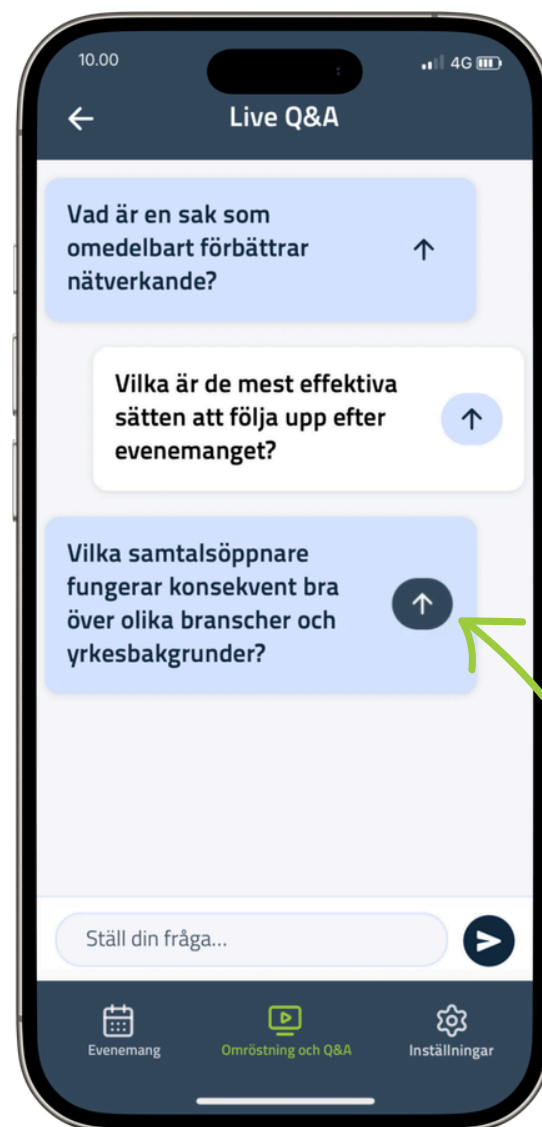 10.00
4G
Live Q&A
Vad är en sak som
omedelbart förbättrar
nätverkande?
Vilka är de mest effektiva
sätten att följa upp efter
evenemanget?
Vilka samtalsöppnare
fungerar konsekvent bra
över olika branscher och
yrkesbakgrunder?
Ställ din fråga...
Evenemang
Omröstning och Q&A
Inställningar